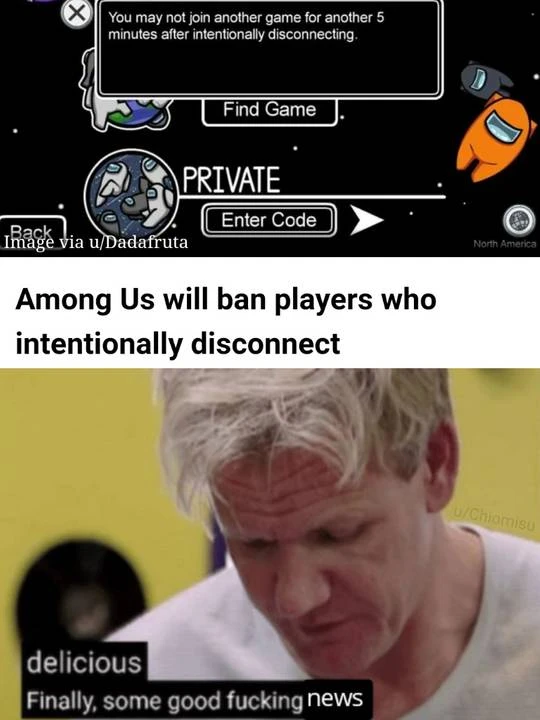 You may not join another game for another 5
minutes after intentionally disconnecting.
Find Game
PRIVATE
Enter Code
Back
Image via u/Dadafruta
North America
Among Us will ban players who
intentionally disconnect
u/Chiomisu
delicious
Finally, some good fucking news